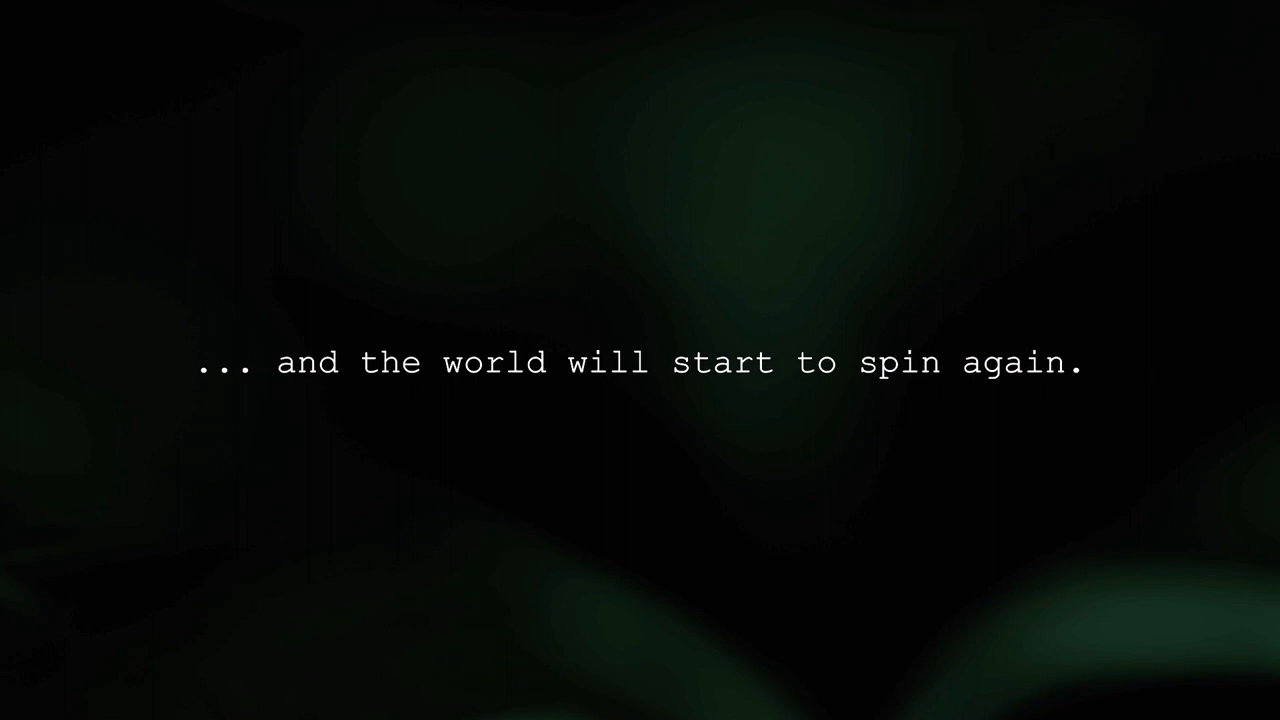 ... and the world will start to spin again.